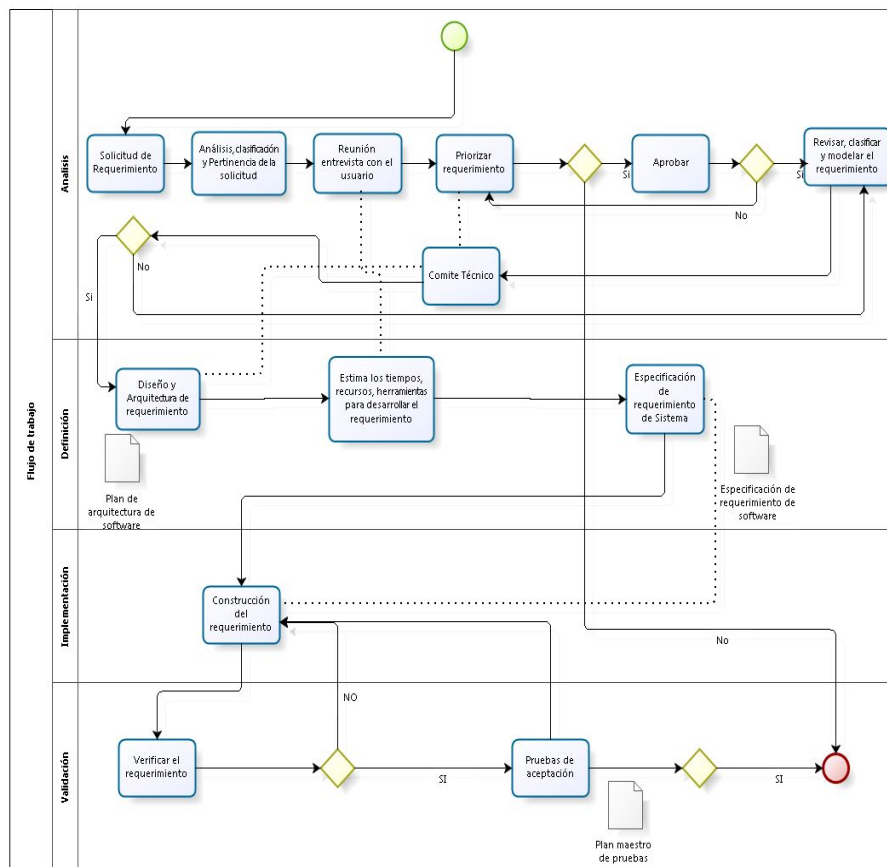 Flujo de trabajo
Analisis
Solicitud de
Requerimiento
Análisis, clasificación
y Pertinencia de la
solicitud
Reunión
entrevista con el
usuario
Priorizar
requerimiento
Si
Aprobar
Si
No
Revisar, clasificar
y modelar el
requerimiento
No
Si
Comite Técnico
Definición
Diseño y
Arquitectura de
requerimiento
Estima los tiempos,
recursos, herramientas
para desarrollar el
requerimiento
Especificación
de
requerimiento
de Sistema
Plan de
arquitectura de
software
Especificación de
requerimiento de
software
Implementación
Construcción
del
requerimiento
No
Validación
NO
Verificar el
requerimiento
SI
Pruebas de
aceptación
SI
Plan maestro
de pruebas